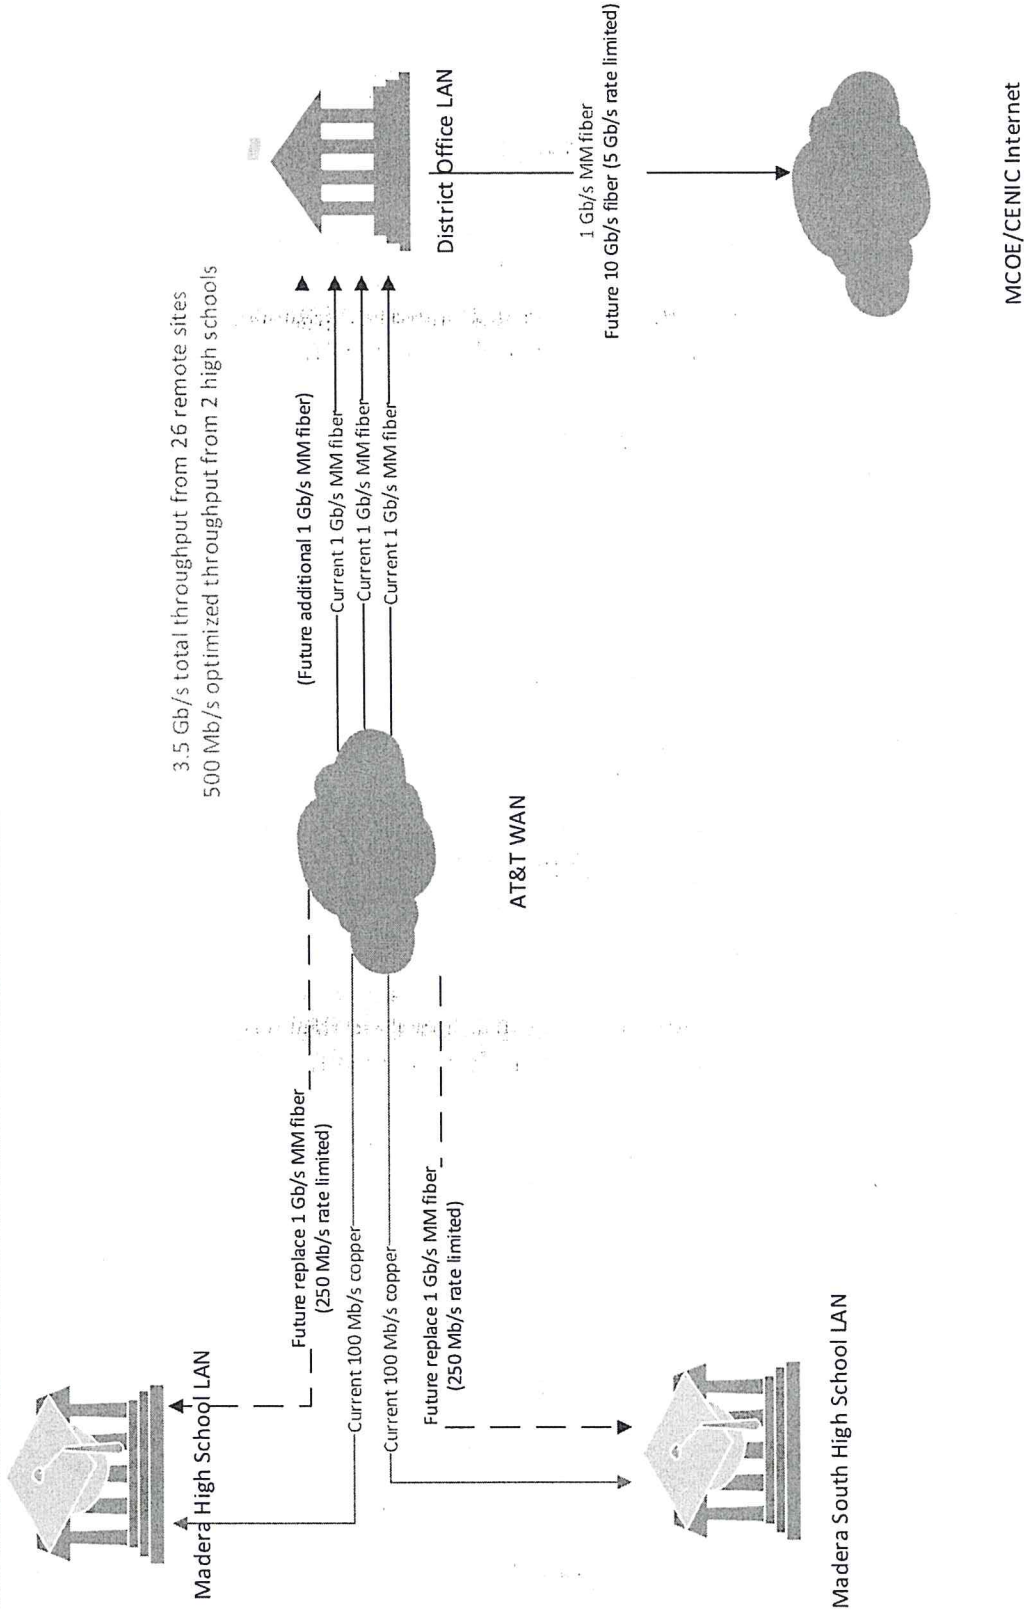 3.5 Gb/s total throughput from 26 remote sites
500 Mb/s optimized throughput from 2 high schools
Madera High School LAN
Future replace 1 Gb/s MM fiber
(250 Mb/s rate limited)
Current 100 Mb/s copper
Current 100 Mb/s copper
Future replace 1 Gb/s MM fiber
(250 Mb/s rate limited)
Madera South High School LAN
AT&T WAN
(Future additional 1 Gb/s MM fiber)
Current 1 Gb/s MM fiber
Current 1 Gb/s MM fiber
Current 1 Gb/s MM fiber
District Office LAN
1 Gb/s MM fiber
Future 10 Gb/s fiber (5 Gb/s rate limited)
MCOE/CENIC Internet